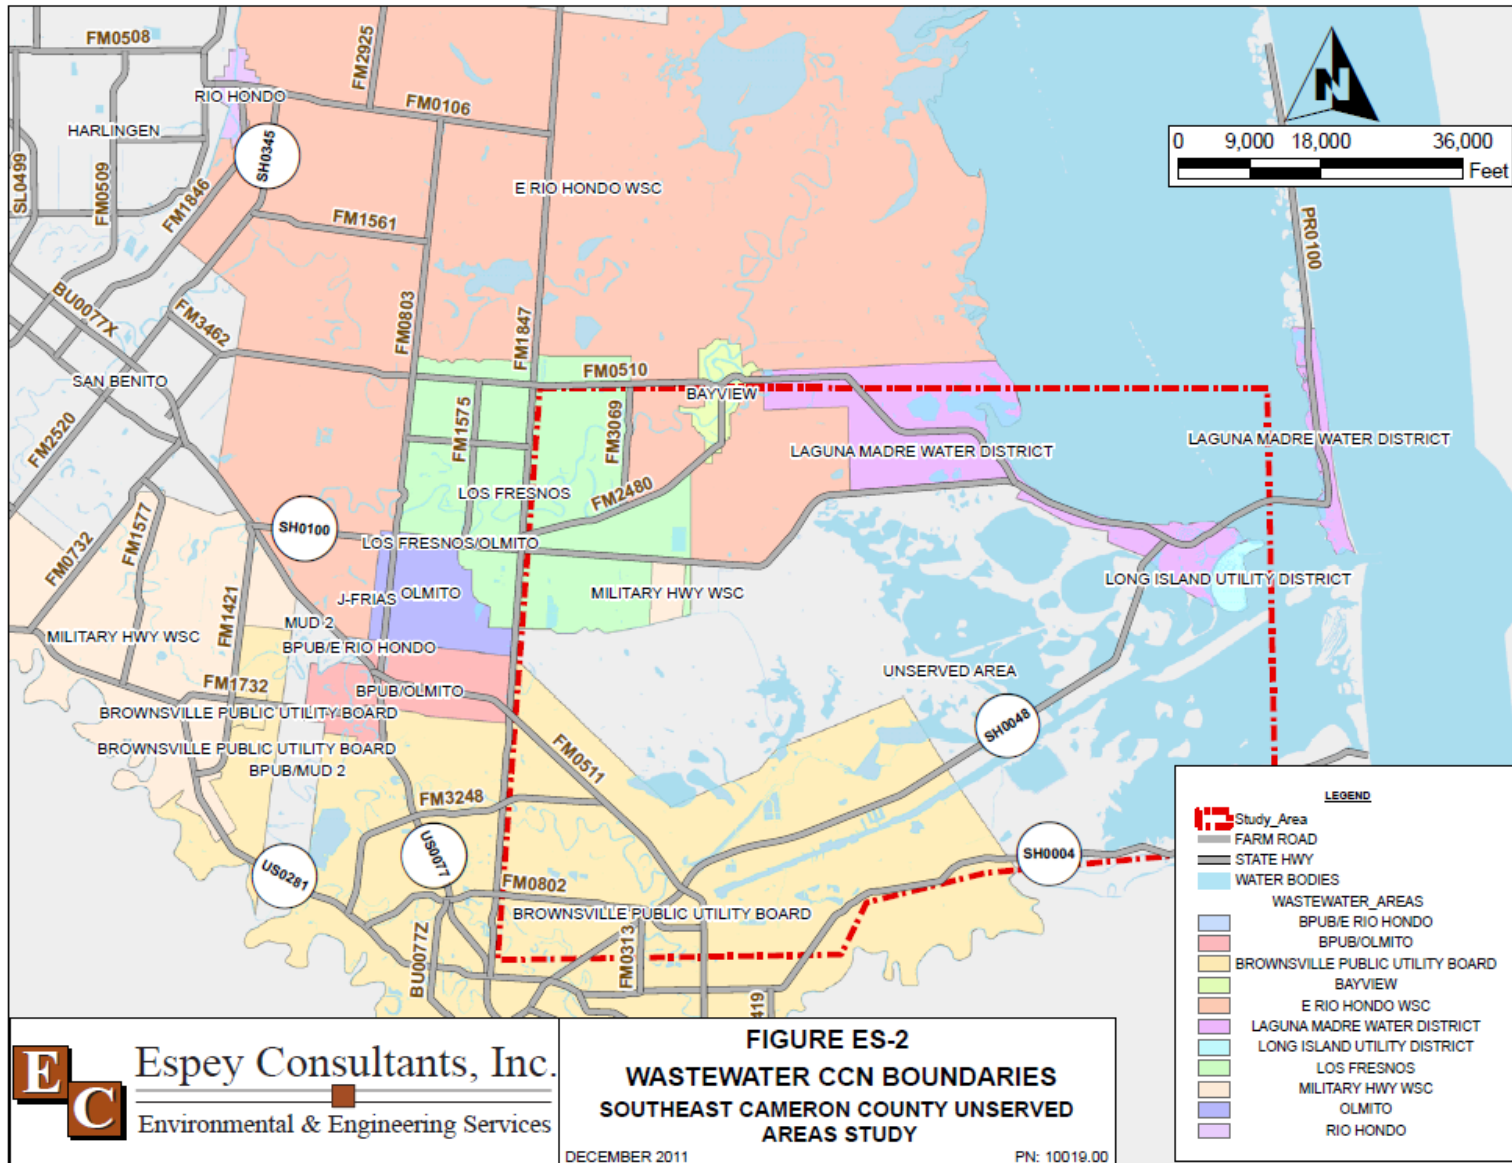 FM0508
FM2925
RIO HONDO
FM0106
HARLINGEN
SH0345
SL0499
FM0509
FM1846
E RIO HONDO WSC
FM1561
N
0 9,000 18,000 36,000
Feet
PR0100
BU0077X
FM3462
FM0803
FM1847
SAN BENITO
FM0510
BAYVIEW
FM2520
FM1575
FM3069
LAGUNA MADRE WATER DISTRICT
LAGUNA MADRE WATER DISTRICT
LOS FRESNOS
FM2480
FM0732
FM1577
SH0100
LOS FRESNOS/OLMITO
J-FRIAS
OLMITO
MILITARY HWY WSC
LONG ISLAND UTILITY DISTRICT
FM1421
MUD 2
MILITARY HWY WSC
BPUB/E RIO HONDO
UNSERVED AREA
FM1732
BPUB/OLMITO
BROWNSVILLE PUBLIC UTILITY BOARD
SH0048
BROWNSVILLE PUBLIC UTILITY BOARD
BPUB/MUD 2
FM0511
FM3248
US0077
US0281
SH0004
FM0802
BROWNSVILLE PUBLIC UTILITY BOARD
BU0077Z
FM0313
419
LEGEND
Study_Area
FARM ROAD
STATE HWY
WATER BODIES
WASTEWATER_AREAS
BPUB/E RIO HONDO
BPUB/OLMITO
BROWNSVILLE PUBLIC UTILITY BOARD
BAYVIEW
E RIO HONDO WSC
LAGUNA MADRE WATER DISTRICT
LONG ISLAND UTILITY DISTRICT
LOS FRESNOS
MILITARY HWY WSC
OLMITO
RIO HONDO
E C
Espey Consultants, Inc.
Environmental & Engineering Services
FIGURE ES-2
WASTEWATER CCN BOUNDARIES
SOUTHEAST CAMERON COUNTY UNSERVED
AREAS STUDY
DECEMBER 2011 PN: 10019.00